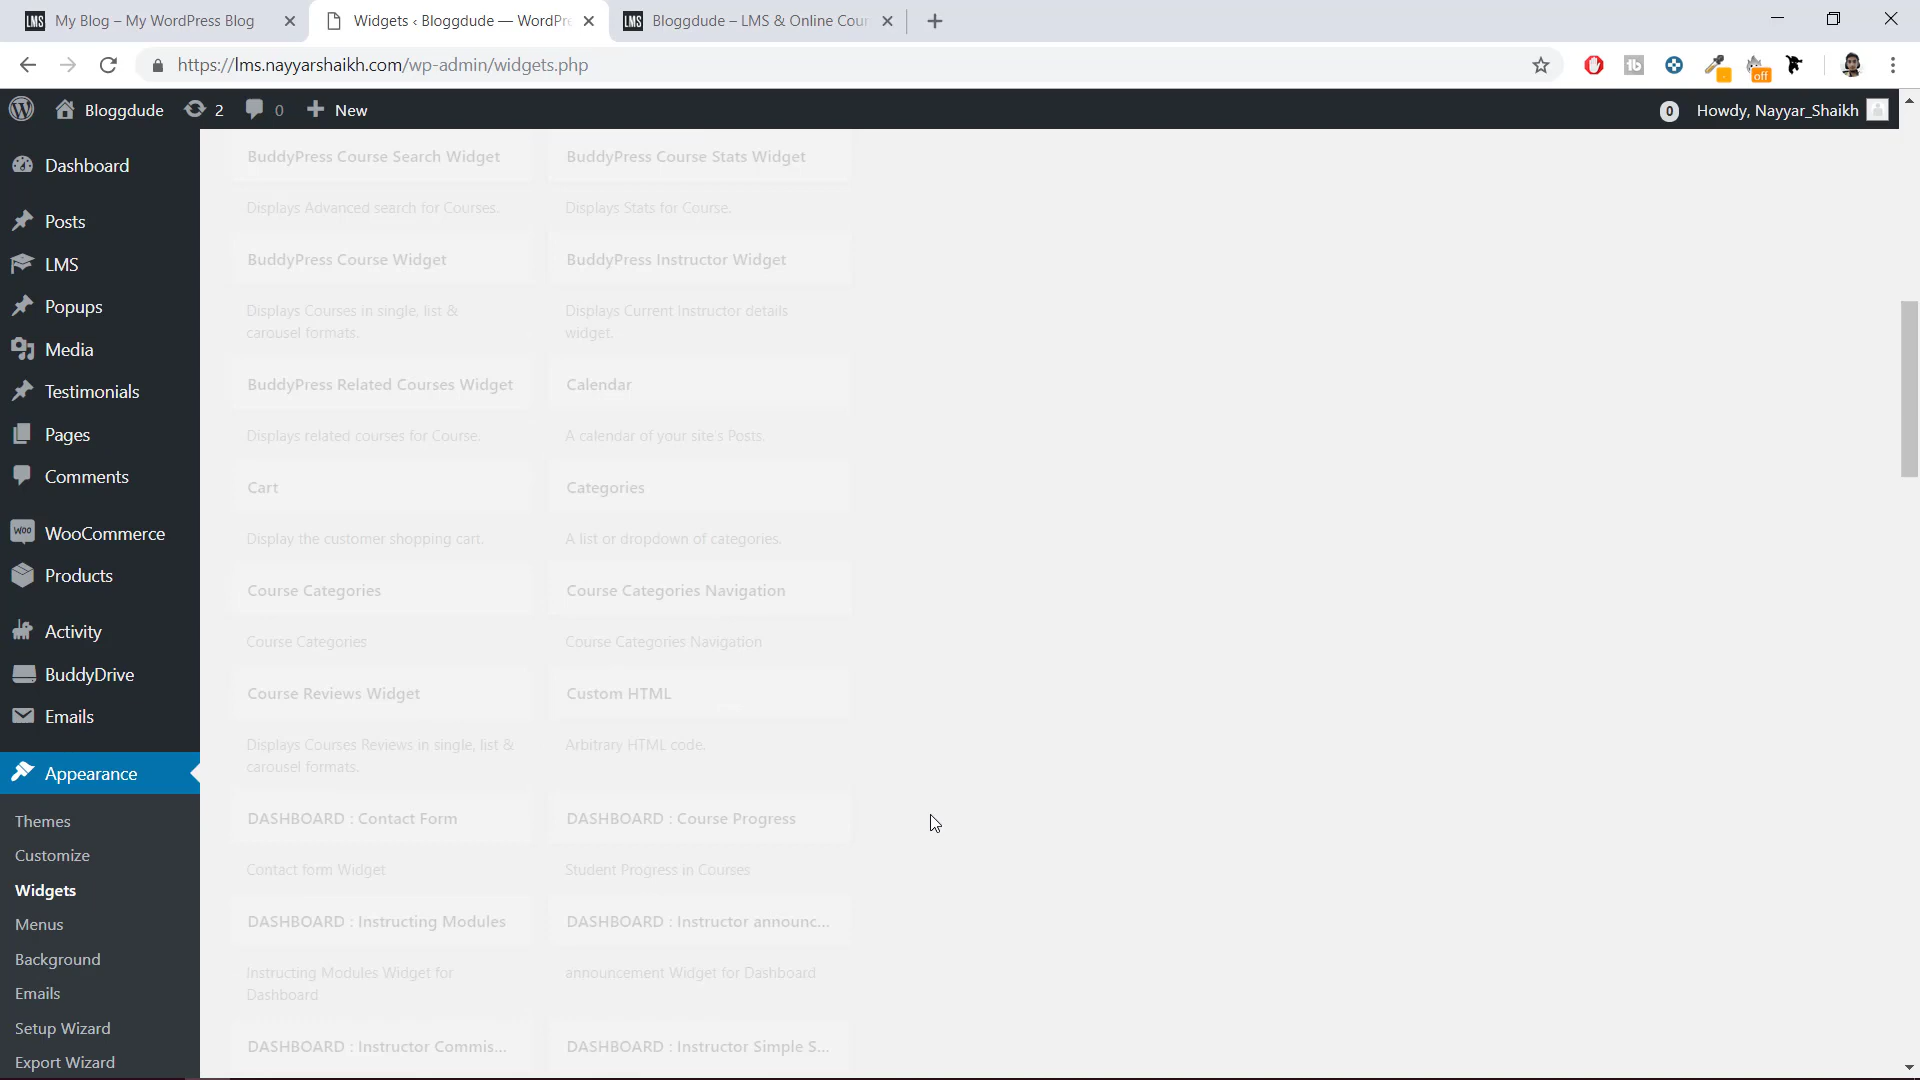 My Blog – My WordPress Blog
Widgets ‹ Bloggdude — WordPre
Bloggdude – LMS & Online Cour
https://lms.nayyarshaikh.com/wp-admin/widgets.php
off
Bloggdude
2
0
New
0
Howdy, Nayyar_Shaikh
Dashboard
Posts
LMS
Popups
Media
Testimonials
Pages
Comments
WooCommerce
Products
Activity
BuddyDrive
Emails
Appearance
Themes
Customize
Widgets
Menus
Background
Emails
Setup Wizard
Export Wizard
BuddyPress Course Search Widget
BuddyPress Course Stats Widget
Displays Advanced search for Courses.
Displays Stats for Course.
BuddyPress Course Widget
BuddyPress Instructor Widget
Displays Courses in single, list &
carousel formats.
Displays Current Instructor details
widget.
BuddyPress Related Courses Widget
Calendar
Displays related courses for Course.
A calendar of your site's Posts.
Cart
Categories
Display the customer shopping cart.
A list or dropdown of categories.
Course Categories
Course Categories Navigation
Course Categories
Course Categories Navigation
Course Reviews Widget
Custom HTML
Displays Courses Reviews in single, list &
carousel formats.
Arbitrary HTML code.
DASHBOARD : Contact Form
DASHBOARD : Course Progress
Contact form Widget
Student Progress in Courses
DASHBOARD : Instructing Modules
DASHBOARD : Instructor announc...
Instructing Modules Widget for
Dashboard
announcement Widget for Dashboard
DASHBOARD : Instructor Commis...
DASHBOARD : Instructor Simple S...